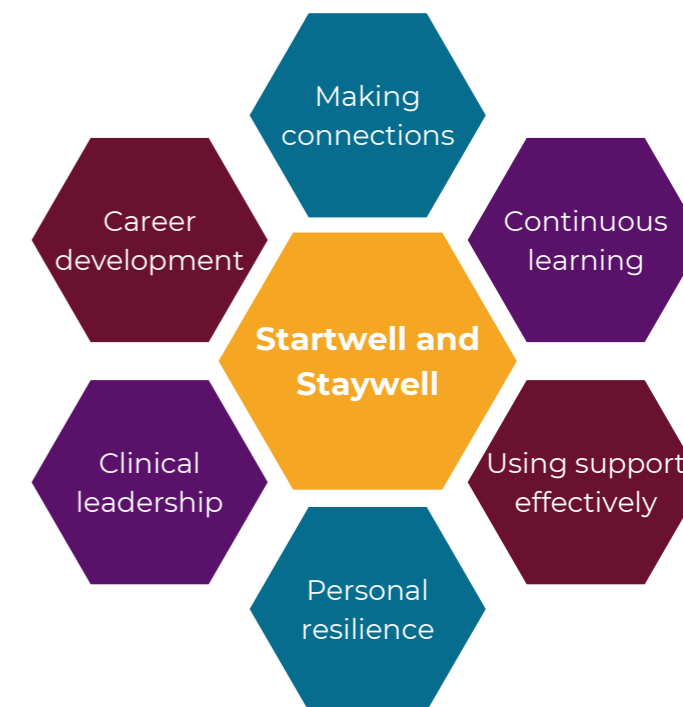 Making
connections
Career
development
Continuous
learning
Startwell and
Staywell
Clinical
leadership
Using support
effectively
Personal
resilience